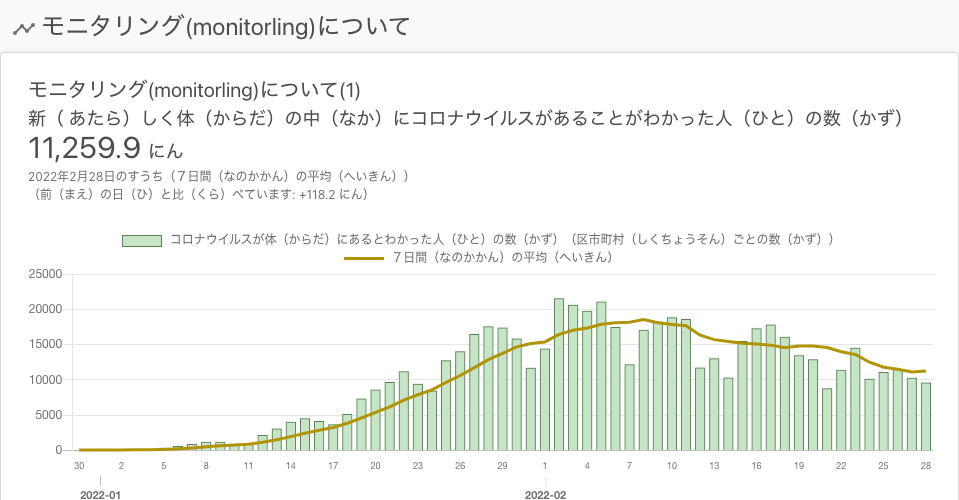 モニタリング(monitorling)について
モニタリング(monitorling)について(1)
新（ あたら）しく体（からだ）の中（なか）にコロナウイルスがあることがわかった人（ひと）の数（かず）
11,259.9 にん
2022年2月28日のすうち（７日間（なのかかん）の平均（へいきん））
（前（まえ）の日（ひ）と比（くら）べています: +118.2 にん）
コロナウイルスが体（からだ）にあるとわかった人（ひと）の数（かず）（区市町村（しくちょうそん）ごとの数（かず））
７日間（なのかかん）の平均（へいきん）
25000
20000
15000
10000
5000
0
30 2 5 8 11 14 17 20 23 26 29 1 4 7 10 13 16 19 22 25 28
2022-01 2022-02